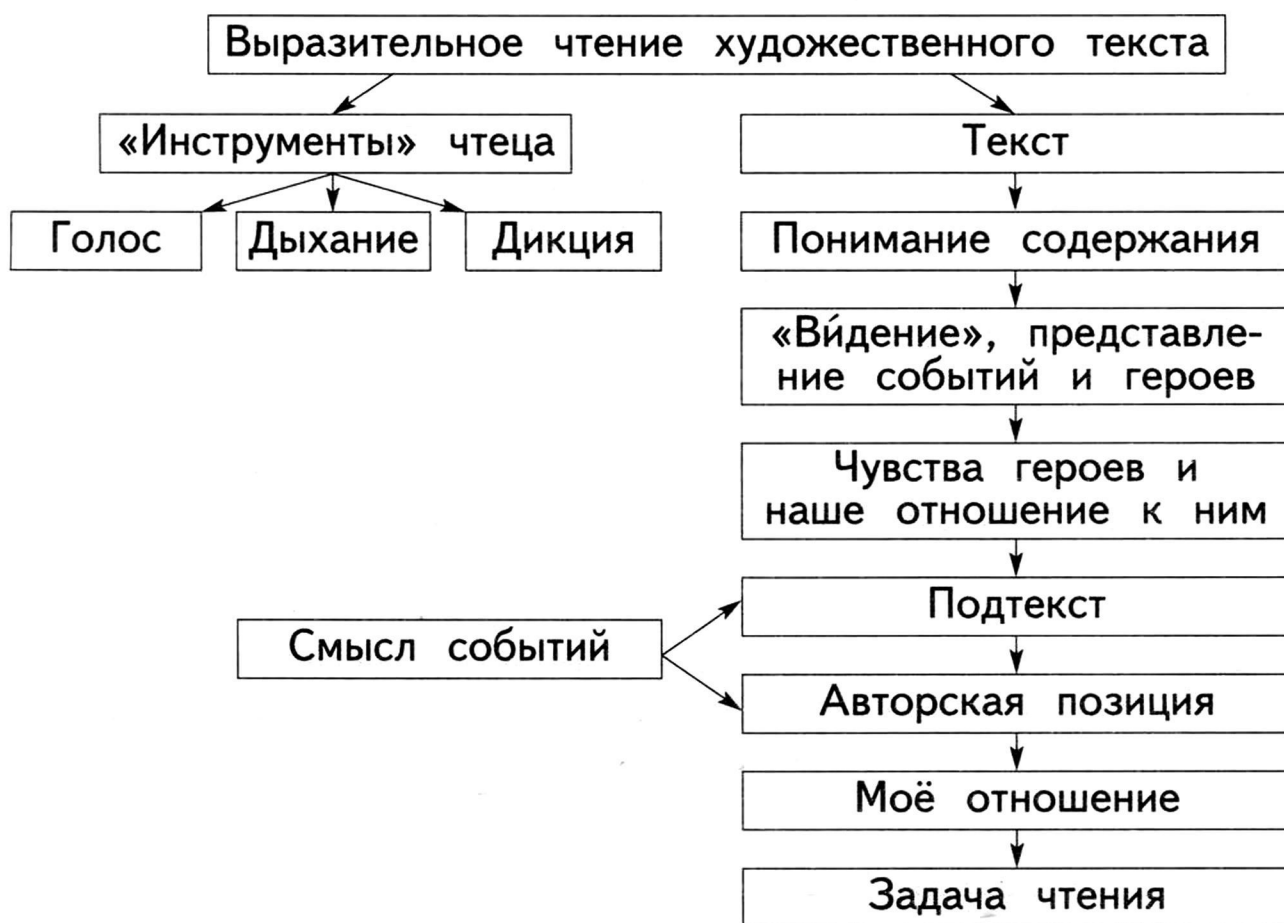 Выразительное чтение художественного текста
«Инструменты» чтеца
Текст
Голос
Дыхание
Дикция
Понимание содержания
«Ви́дение», представле-
ние событий и героев
Чувства героев и
наше отношение к ним
Подтекст
Смысл событий
Авторская позиция
Моё отношение
Задача чтения